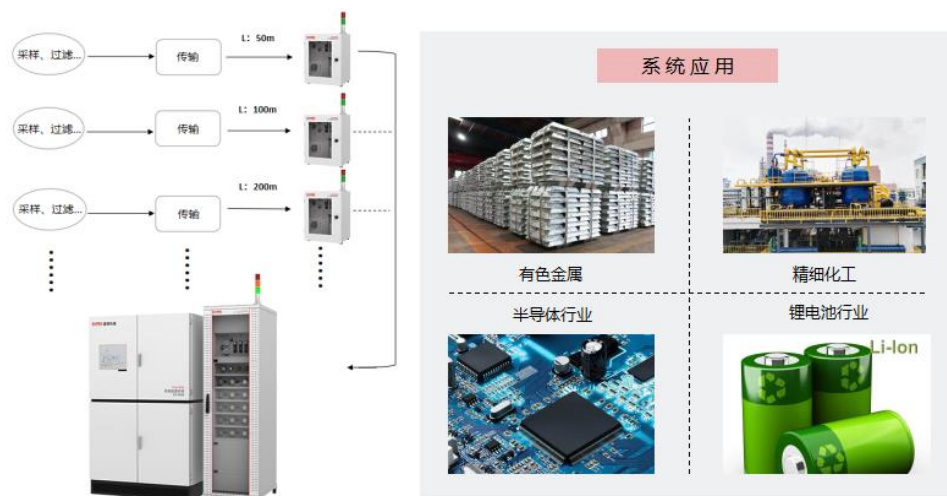 采样、过滤...
传输
L: 50m
采样、过滤...
传输
L: 100m
采样、过滤...
传输
L: 200m
系统应用
有色金属
精细化工
半导体行业
锂电池行业
Li-Ion